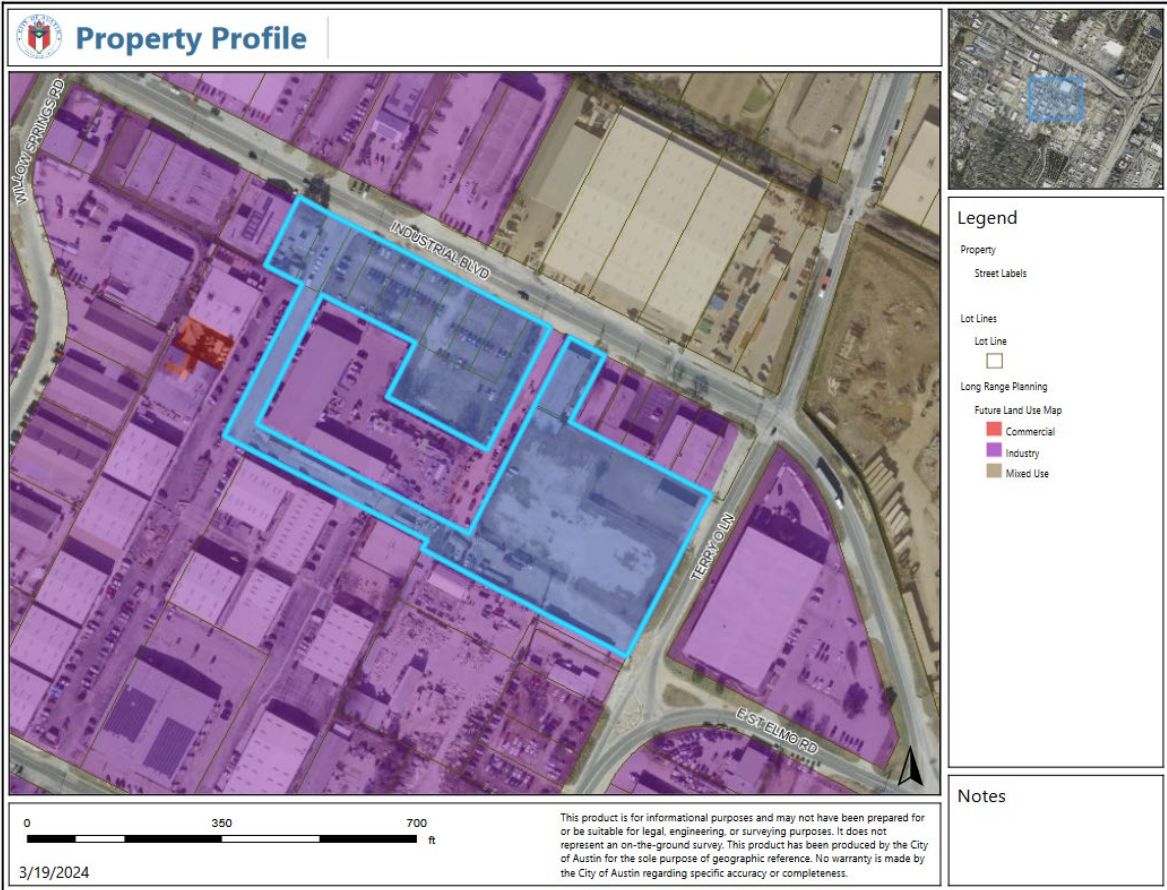 Property Profile
WILLOW SPRINGS RD
INDUSTRIAL BLVD
TERRY O LN
E ST ELMO RD
Legend
Property
Street Labels
Lot Lines
Lot Line
Long Range Planning
Future Land Use Map
Commercial
Industry
Mixed Use
Notes
0 350 700
ft
3/19/2024
This product is for informational purposes and may not have been prepared for
or be suitable for legal, engineering, or surveying purposes. It does not
represent an on-the-ground survey. This product has been produced by the City
of Austin for the sole purpose of geographic reference. No warranty is made by
the City of Austin regarding specific accuracy or completeness.